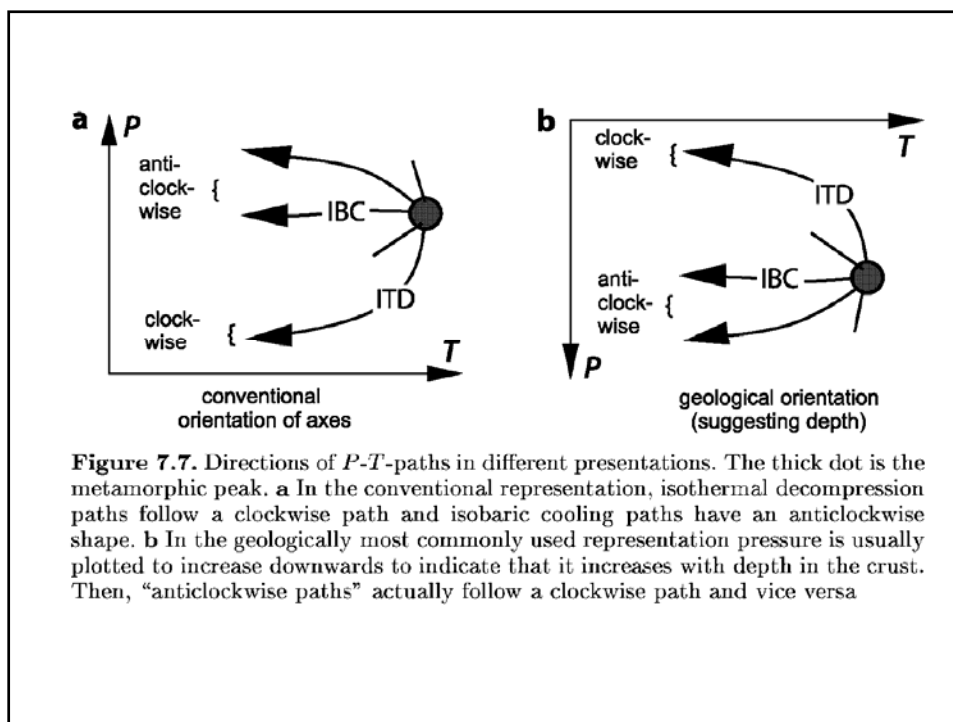 a
P
anti-
clock-
wise
{
IBC
ITD
clock-
wise
{
T
conventional
orientation of axes
b
T
clock-
wise
{
ITD
anti-
clock-
wise
{
IBC
P
geological orientation
(suggesting depth)
Figure 7.7. Directions of P-T-paths in different presentations. The thick dot is the
metamorphic peak. a In the conventional representation, isothermal decompression
paths follow a clockwise path and isobaric cooling paths have an anticlockwise
shape. b In the geologically most commonly used representation pressure is usually
plotted to increase downwards to indicate that it increases with depth in the crust.
Then, “anticlockwise paths” actually follow a clockwise path and vice versa